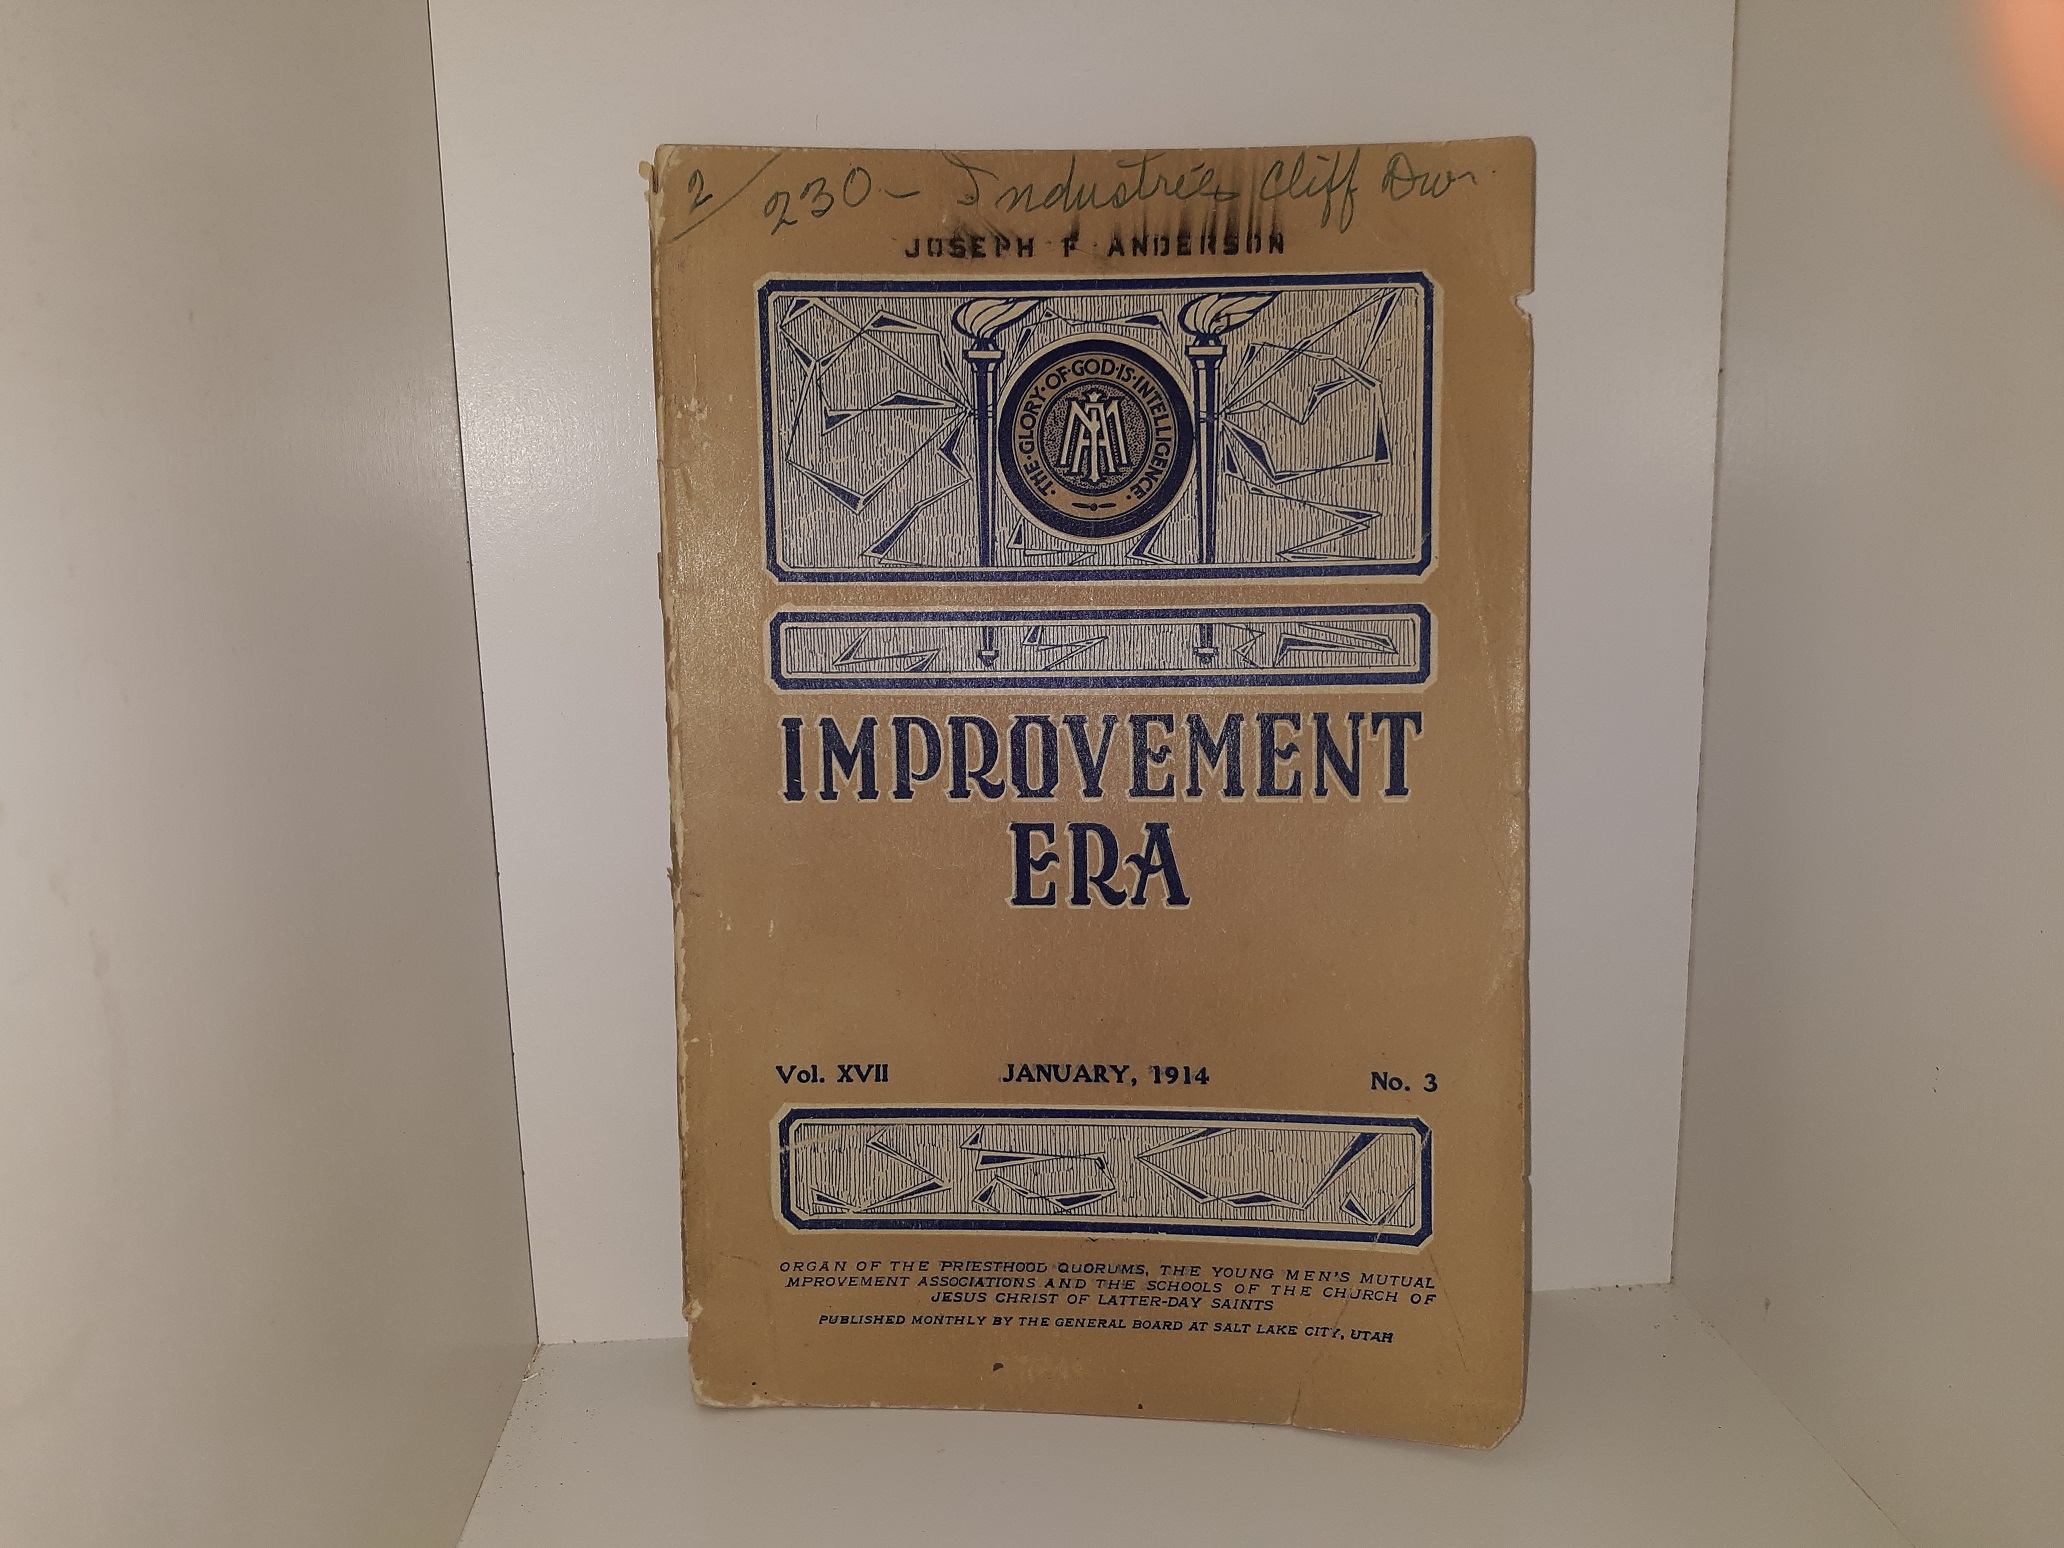 2/230 - Industries Cliff Dw
JOSEPH F ANDERSON
·THE·GLORY·OF·GOD·IS·INTELLIGENCE·
YMMIA
IMPROVEMENT
ERA
Vol. XVII JANUARY, 1914 No. 3
ORGAN OF THE PRIESTHOOD QUORUMS, THE YOUNG MEN'S MUTUAL
MPROVEMENT ASSOCIATIONS AND THE SCHOOLS OF THE CHURCH OF
JESUS CHRIST OF LATTER-DAY SAINTS
PUBLISHED MONTHLY BY THE GENERAL BOARD AT SALT LAKE CITY, UTAH